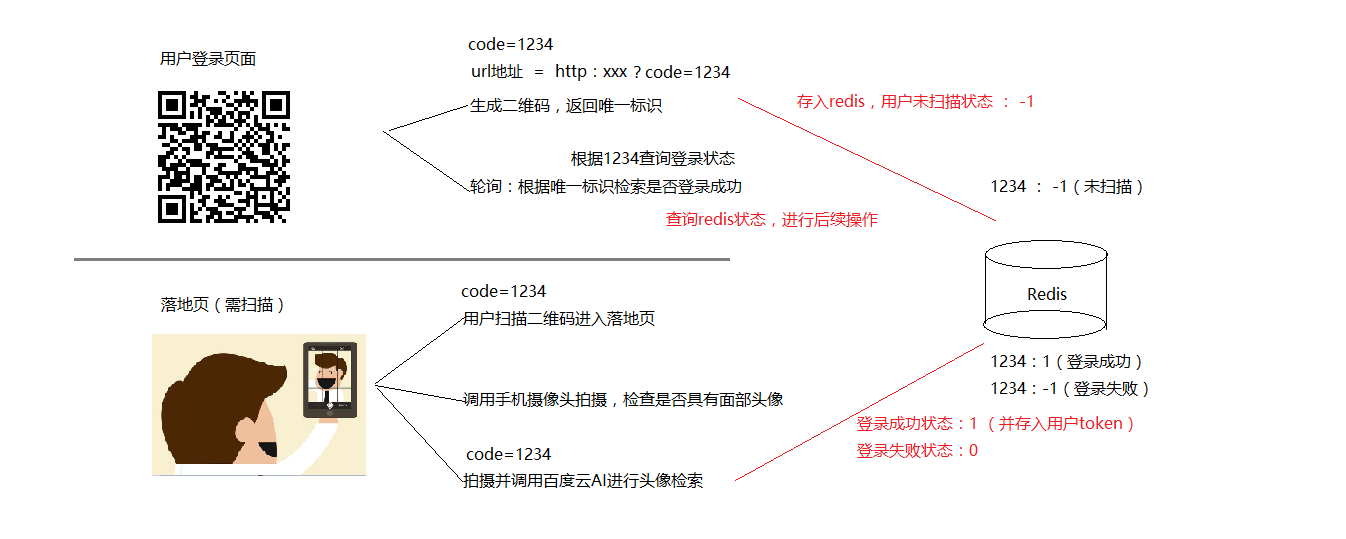 用户登录页面
code=1234
url地址 = http：xxx？code=1234
生成二维码，返回唯一标识
存入redis，用户未扫描状态 ： -1
根据1234查询登录状态
轮询：根据唯一标识检索是否登录成功
查询redis状态，进行后续操作
1234 ： -1（未扫描）
Redis
落地页（需扫描）
code=1234
用户扫描二维码进入落地页
调用手机摄像头拍摄，检查是否具有面部头像
code=1234
拍摄并调用百度云AI进行头像检索
1234：1（登录成功）
1234：-1（登录失败）
登录成功状态：1 （并存入用户token）
登录失败状态：0